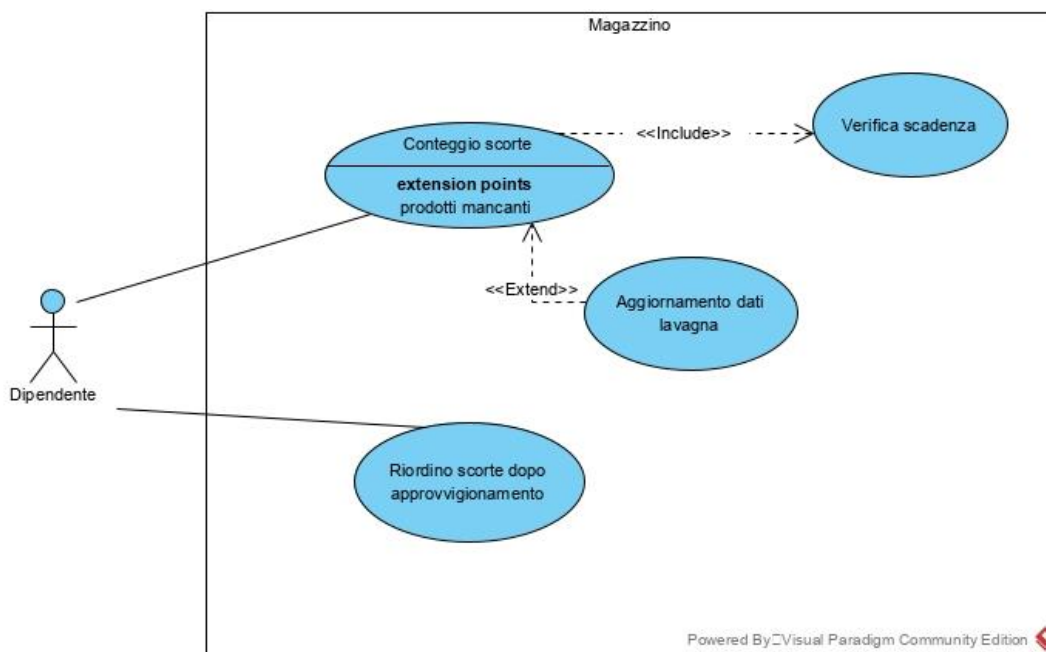 Magazzino
Verifica scadenza
<<Include>>
Conteggio scorte
extension points
prodotti mancanti
<<Extend>>
Aggiornamento dati
lavagna
Dipendente
Riordino scorte dopo
approvvigionamento
Powered By Visual Paradigm Community Edition